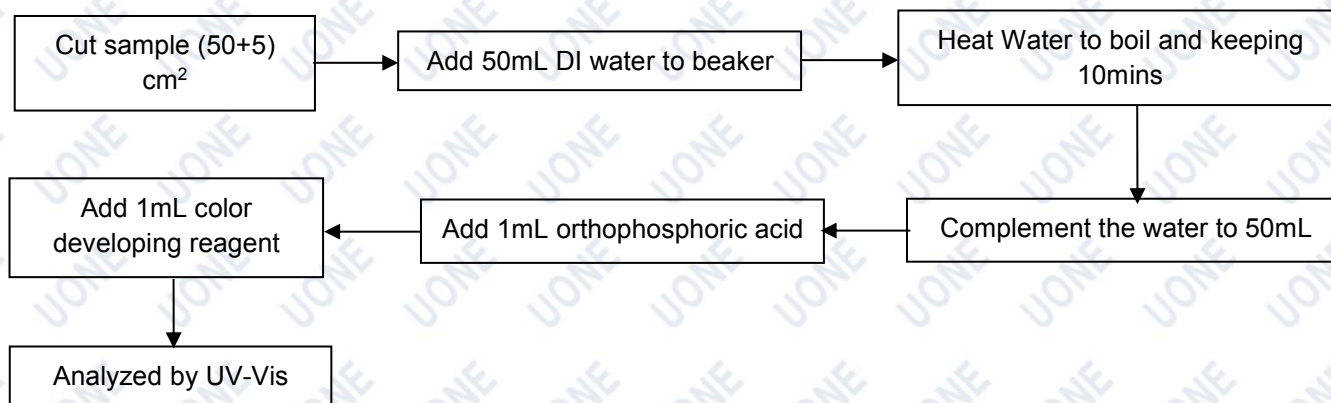 Cut sample (50+5)
cm²
Add 50mL DI water to beaker
Heat Water to boil and keeping
10mins
Complement the water to 50mL
Add 1mL orthophosphoric acid
Add 1mL color
developing reagent
Analyzed by UV-Vis
UONE